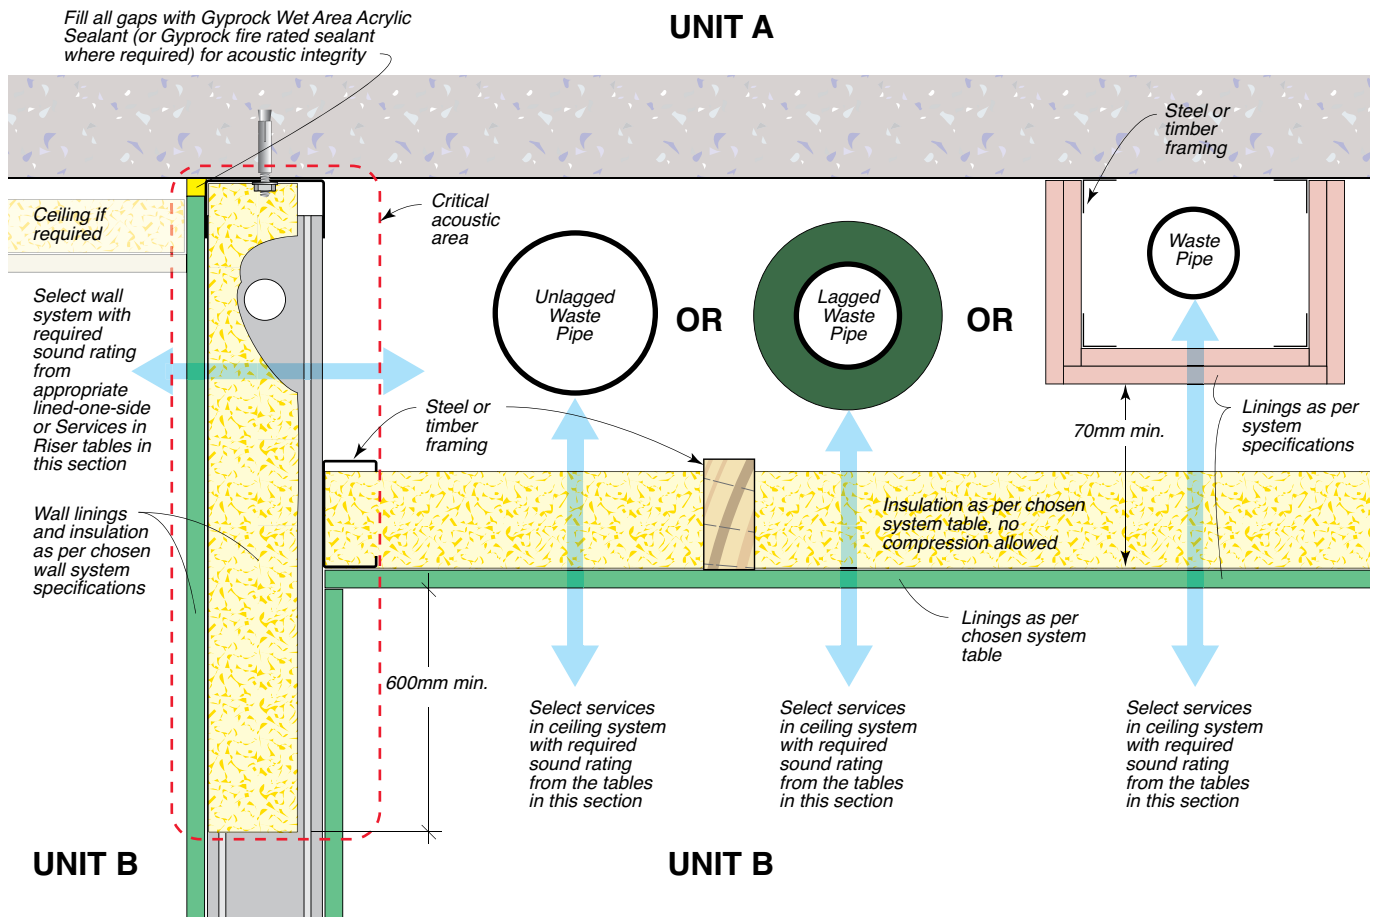 Fill all gaps with Gyprock Wet Area Acrylic
Sealant (or Gyprock fire rated sealant
where required) for acoustic integrity
UNIT A
Steel or
timber
framing
Ceiling if
required
Critical
acoustic
area
Waste
Pipe
Unlagged
Waste
Pipe
OR
Lagged
Waste
Pipe
OR
Select wall
system with
required
sound rating
from
appropriate
lined-one-side
or Services in
Riser tables in
this section
Steel or
timber
framing
70mm min.
Linings as per
system
specifications
Wall linings
and insulation
as per chosen
wall system
specifications
Insulation as per chosen
system table, no
compression allowed
Linings as per
chosen system
table
600mm min.
Select services
in ceiling system
with required
sound rating
from the tables
in this section
Select services
in ceiling system
with required
sound rating
from the tables
in this section
Select services
in ceiling system
with required
sound rating
from the tables
in this section
UNIT B
UNIT B